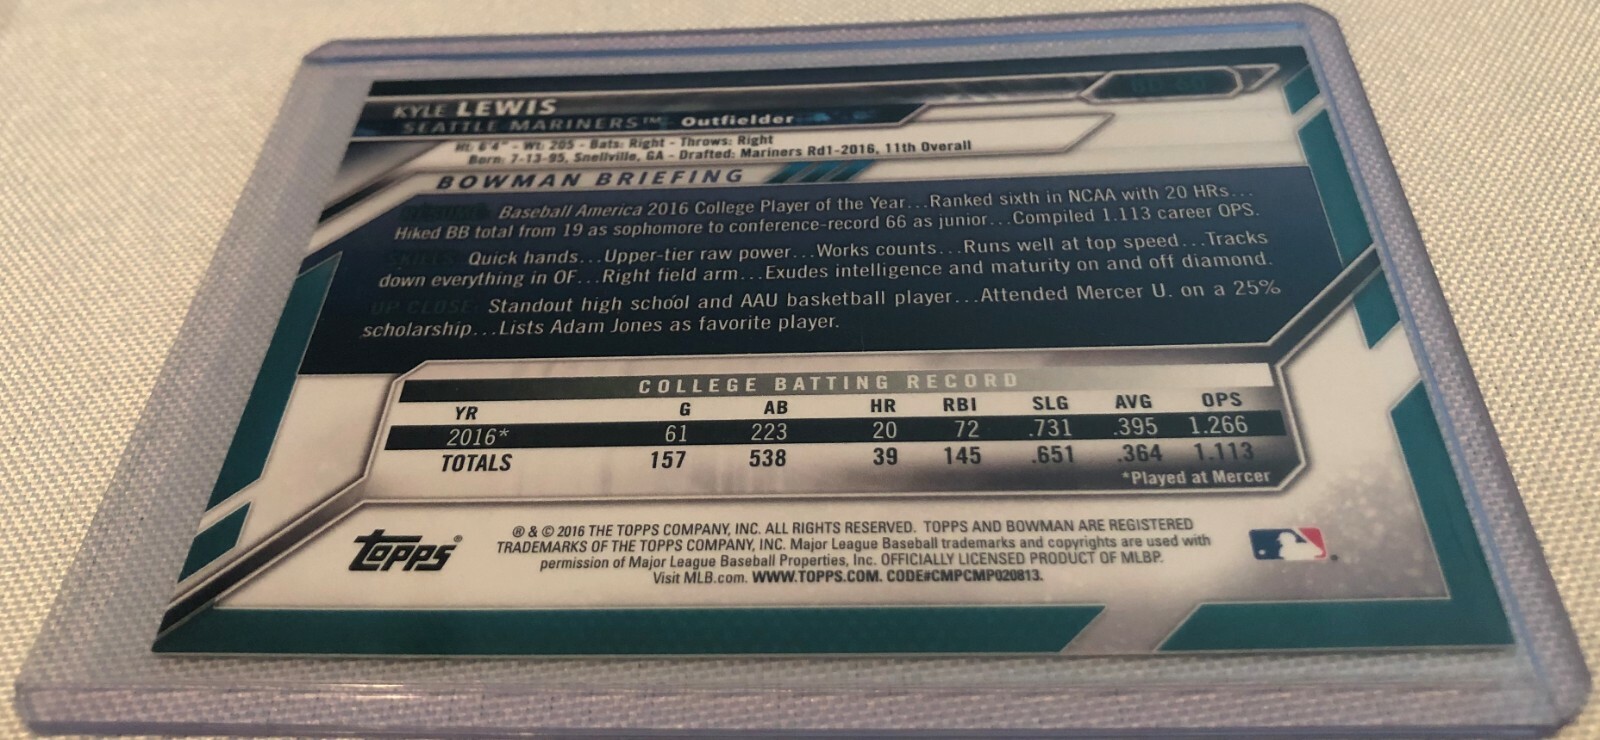 KYLE LEWIS
SEATTLE MARINERS™ Outfielder
Ht: 6'4" - Wt: 205 - Bats: Right - Throws: Right
Born: 7-13-95, Snellville, GA - Drafted: Mariners Rd1-2016, 11th Overall
BOWMAN BRIEFING
Baseball America 2016 College Player of the Year...Ranked sixth in NCAA with 20 HRs...
Hiked BB total from 19 as sophomore to conference-record 66 as junior...Compiled 1.113 career OPS.
SKILLS: Quick hands...Upper-tier raw power...Works counts...Runs well at top speed...Tracks
down everything in OF...Right field arm...Exudes intelligence and maturity on and off diamond.
UP CLOSE: Standout high school and AAU basketball player...Attended Mercer U. on a 25%
scholarship...Lists Adam Jones as favorite player.
COLLEGE BATTING RECORD
YR G AB HR RBI SLG AVG OPS
2016* 61 223 20 72 .731 .395 1.266
TOTALS 157 538 39 145 .651 .364 1.113
*Played at Mercer
topps®
® & © 2016 THE TOPPS COMPANY, INC. ALL RIGHTS RESERVED. TOPPS AND BOWMAN ARE REGISTERED
TRADEMARKS OF THE TOPPS COMPANY, INC. Major League Baseball trademarks and copyrights are used with
permission of Major League Baseball Properties, Inc. OFFICIALLY LICENSED PRODUCT OF MLBP.
Visit MLB.com. WWW.TOPPS.COM. CODE#CMPCMP020813.